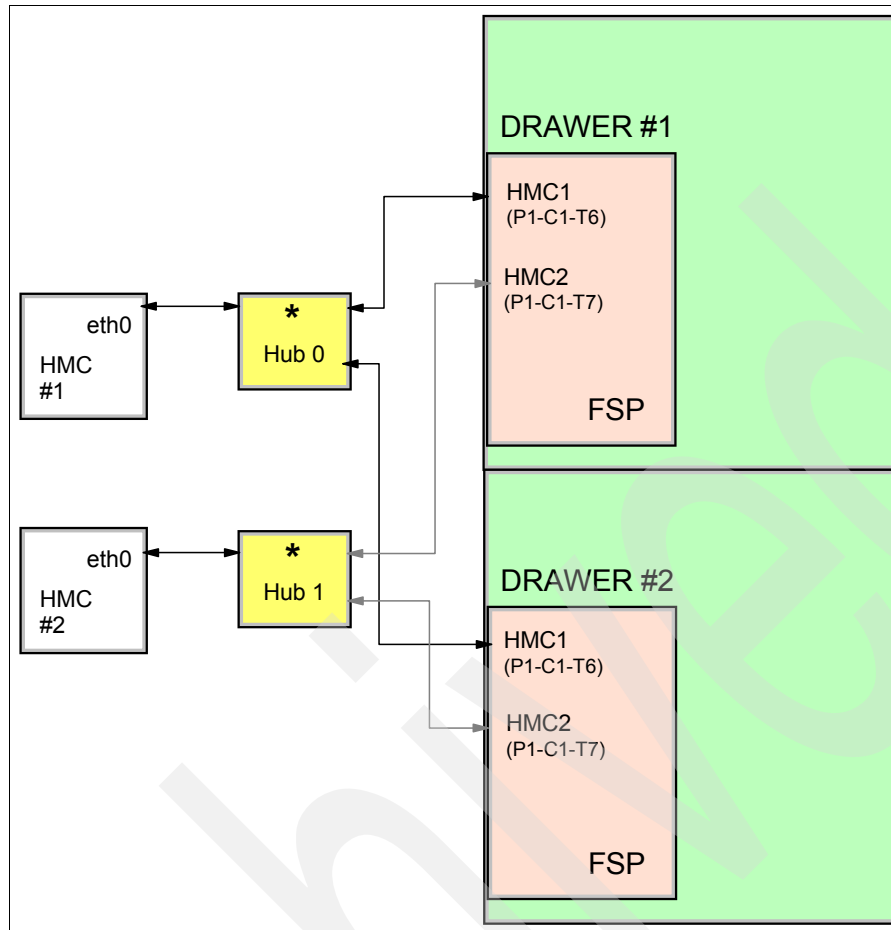 DRAWER #1
HMC1
(P1-C1-T6)
HMC2
(P1-C1-T7)
FSP
eth0
HMC
#1
*
Hub 0
eth0
HMC
#2
*
Hub 1
DRAWER #2
HMC1
(P1-C1-T6)
HMC2
(P1-C1-T7)
FSP